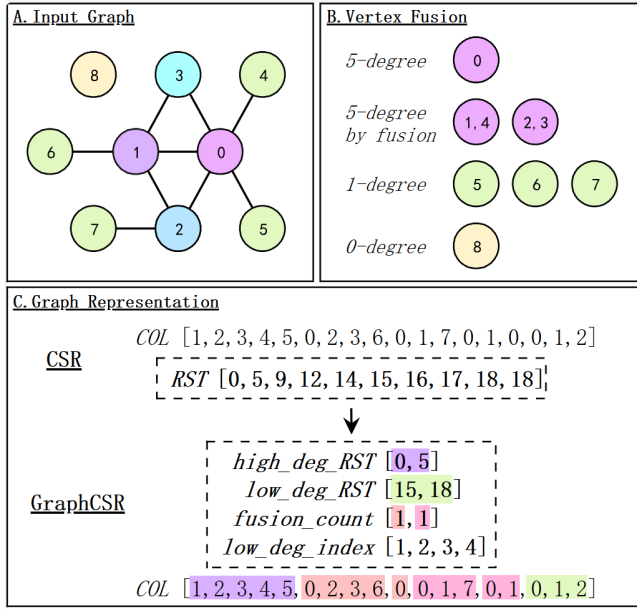 A.Input Graph
8
3
4
6
1
0
7
2
5
B.Vertex Fusion
5-degree
0
5-degree
by fusion
1,4
2,3
1-degree
5
6
7
0-degree
8
C.Graph Representation
CSR
COL [1,2,3,4,5,0,2,3,6,0,1,7,0,1,0,0,1,2]
RST [0,5,9,12,14,15,16,17,18,18]
GraphCSR
high_deg_RST [0,5]
low_deg_RST [15,18]
fusion_count [1,1]
low_deg_index [1,2,3,4]
COL [1,2,3,4,5,0,2,3,6,0,0,1,7,0,1,0,1,2]